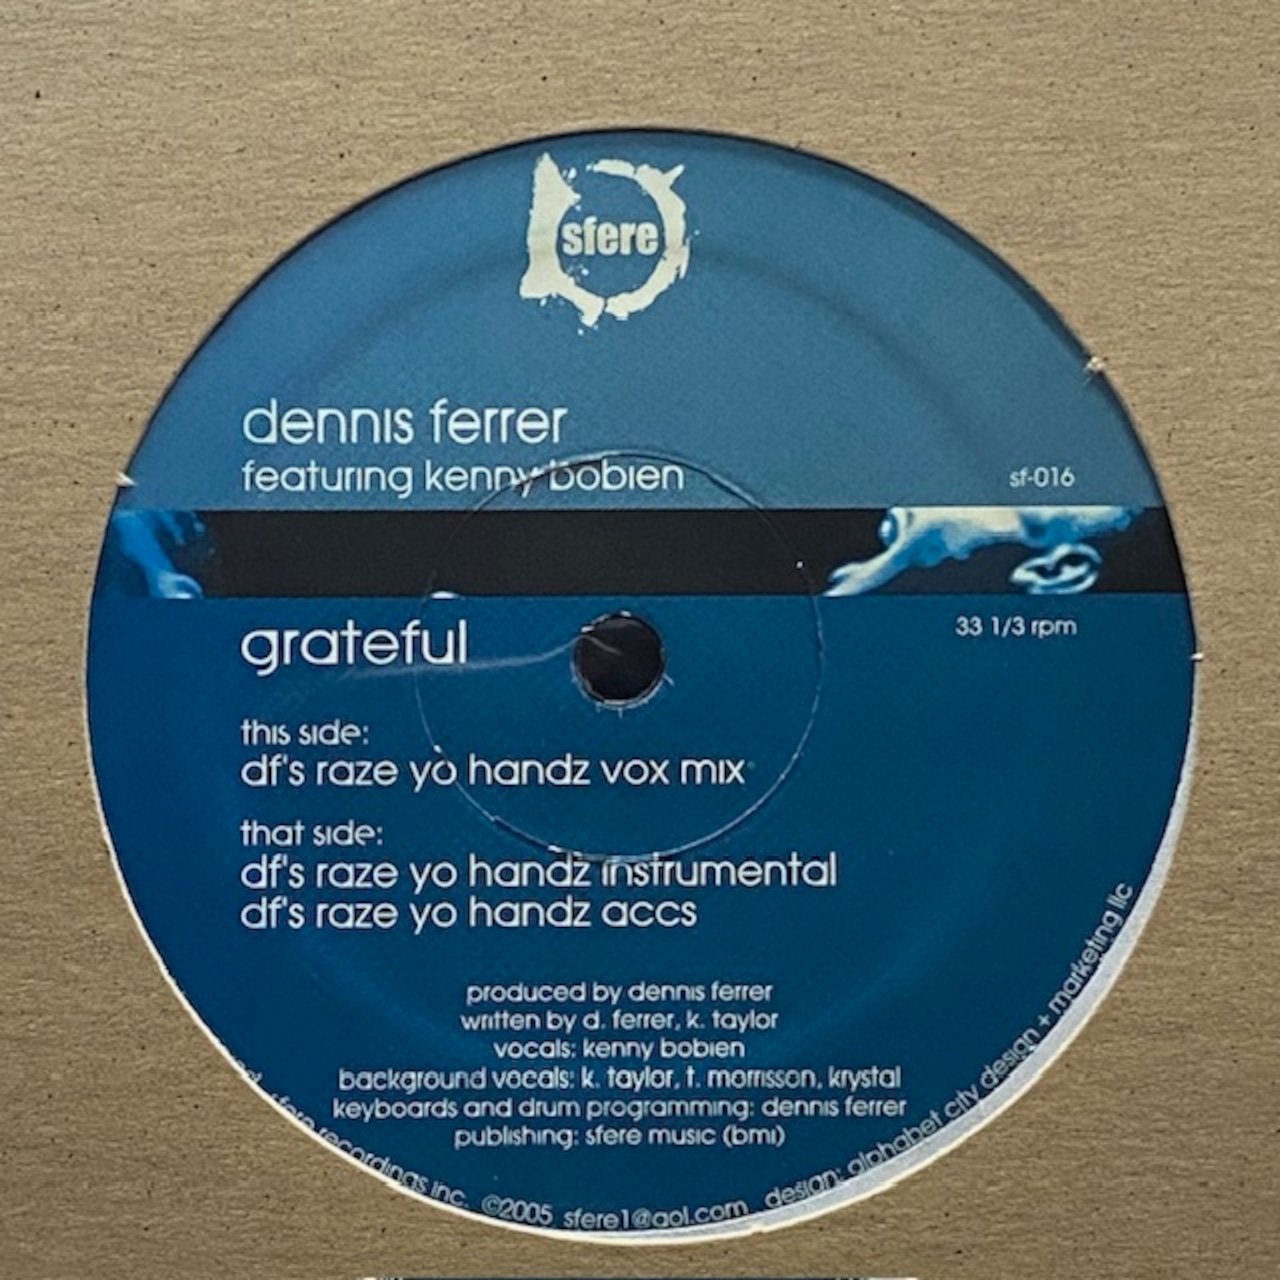 sfere
dennis ferrer
featuring kenny bobien
sf-016
grateful
33 1/3 rpm
this side:
df's raze yo handz vox mix
that side:
df's raze yo handz instrumental
df's raze yo handz accs
produced by dennis ferrer
written by d. ferrer, k. taylor
vocals: kenny bobien
background vocals: k. taylor, t. morrisson, krystal
keyboards and drum programming: dennis ferrer
publishing: sfere music (bmi)
sfere recordings inc. ©2005 sfere1@aol.com design: alphabet city design + marketing llc